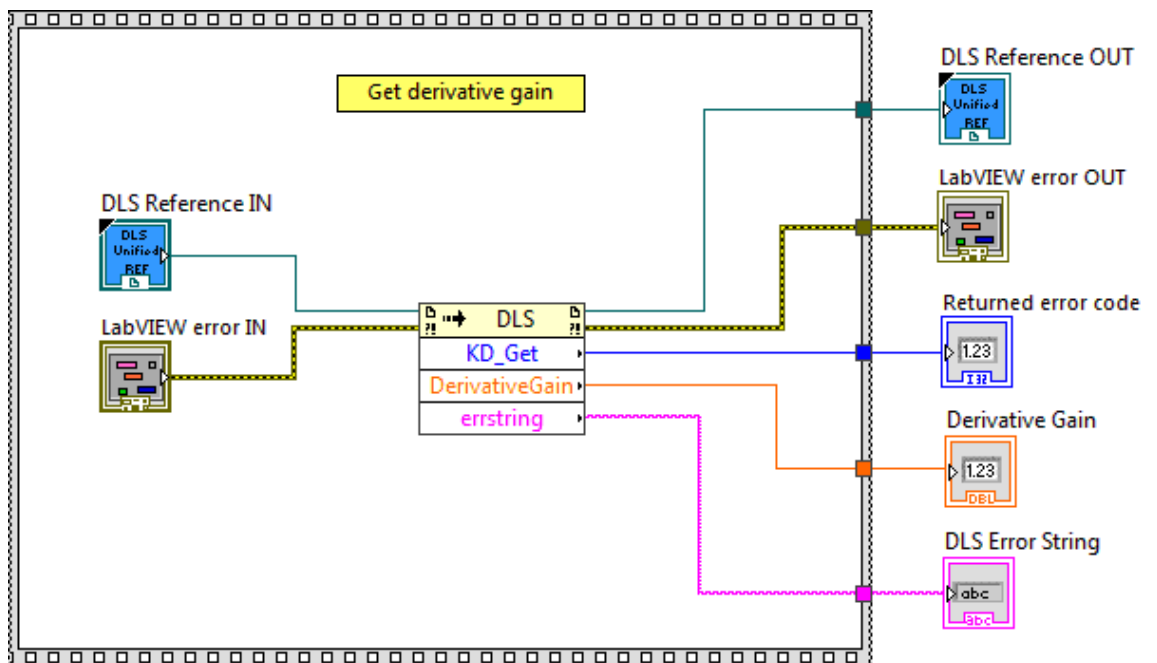 Get derivative gain
DLS Reference OUT
DLS
Unified
REF
LabVIEW error OUT
DLS Reference IN
DLS
Unified
REF
LabVIEW error IN
?! DLS ?!
KD_Get
DerivativeGain
errstring
Returned error code
1.23
I32
Derivative Gain
1.23
DBL
DLS Error String
abc
abc